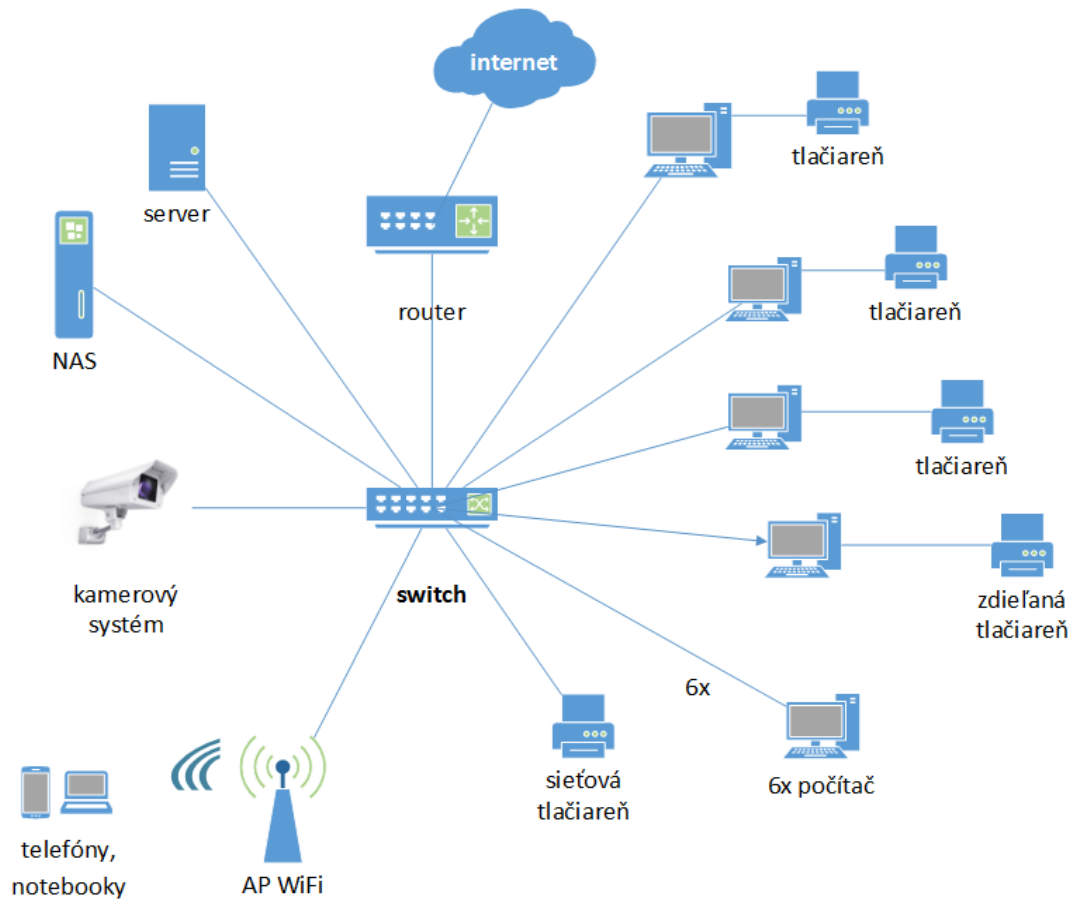 internet
tlačiareň
server
router
tlačiareň
NAS
tlačiareň
kamerový
systém
switch
zdieľaná
tlačiareň
6x
sieťová
tlačiareň
6x počítač
telefóny,
notebooky
AP WiFi